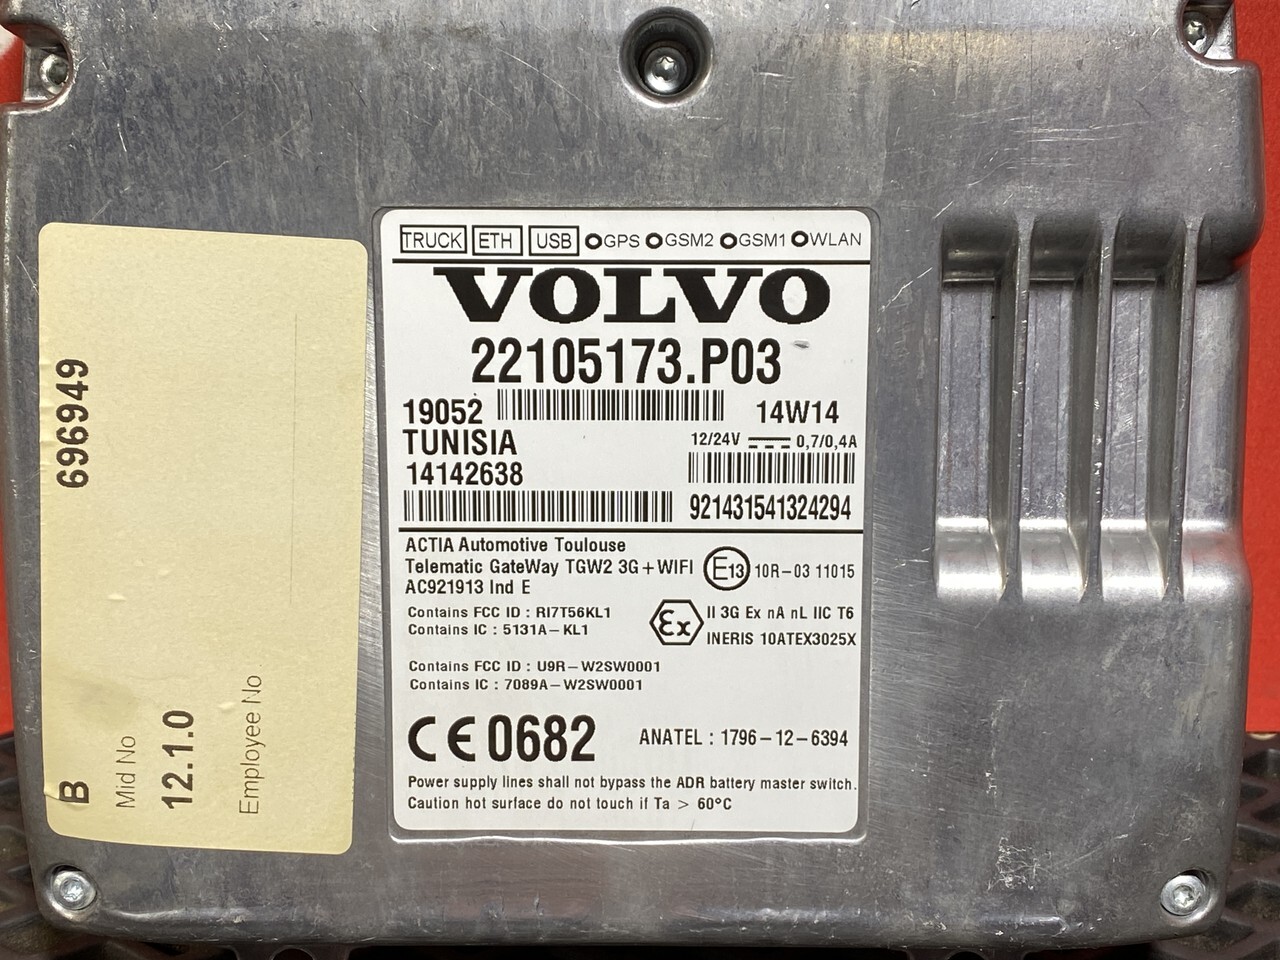 TRUCK ETH USB GPS GSM2 GSM1 WLAN
VOLVO
22105173.P03
19052 14W14
TUNISIA 12/24V 0,7/0,4A
14142638
921431541324294
ACTIA Automotive Toulouse
Telematic GateWay TGW2 3G+WIFI E13 10R-03 11015
AC921913 Ind E
Contains FCC ID : RI7T56KL1 Ex II 3G Ex nA nL IIC T6
Contains IC : 5131A-KL1 INERIS 10ATEX3025X
Contains FCC ID : U9R-W2SW0001
Contains IC : 7089A-W2SW0001
CE 0682 ANATEL : 1796-12-6394
Power supply lines shall not bypass the ADR battery master switch.
Caution hot surface do not touch if Ta > 60°C
B 696949
Mid No
12.1.0
Employee No